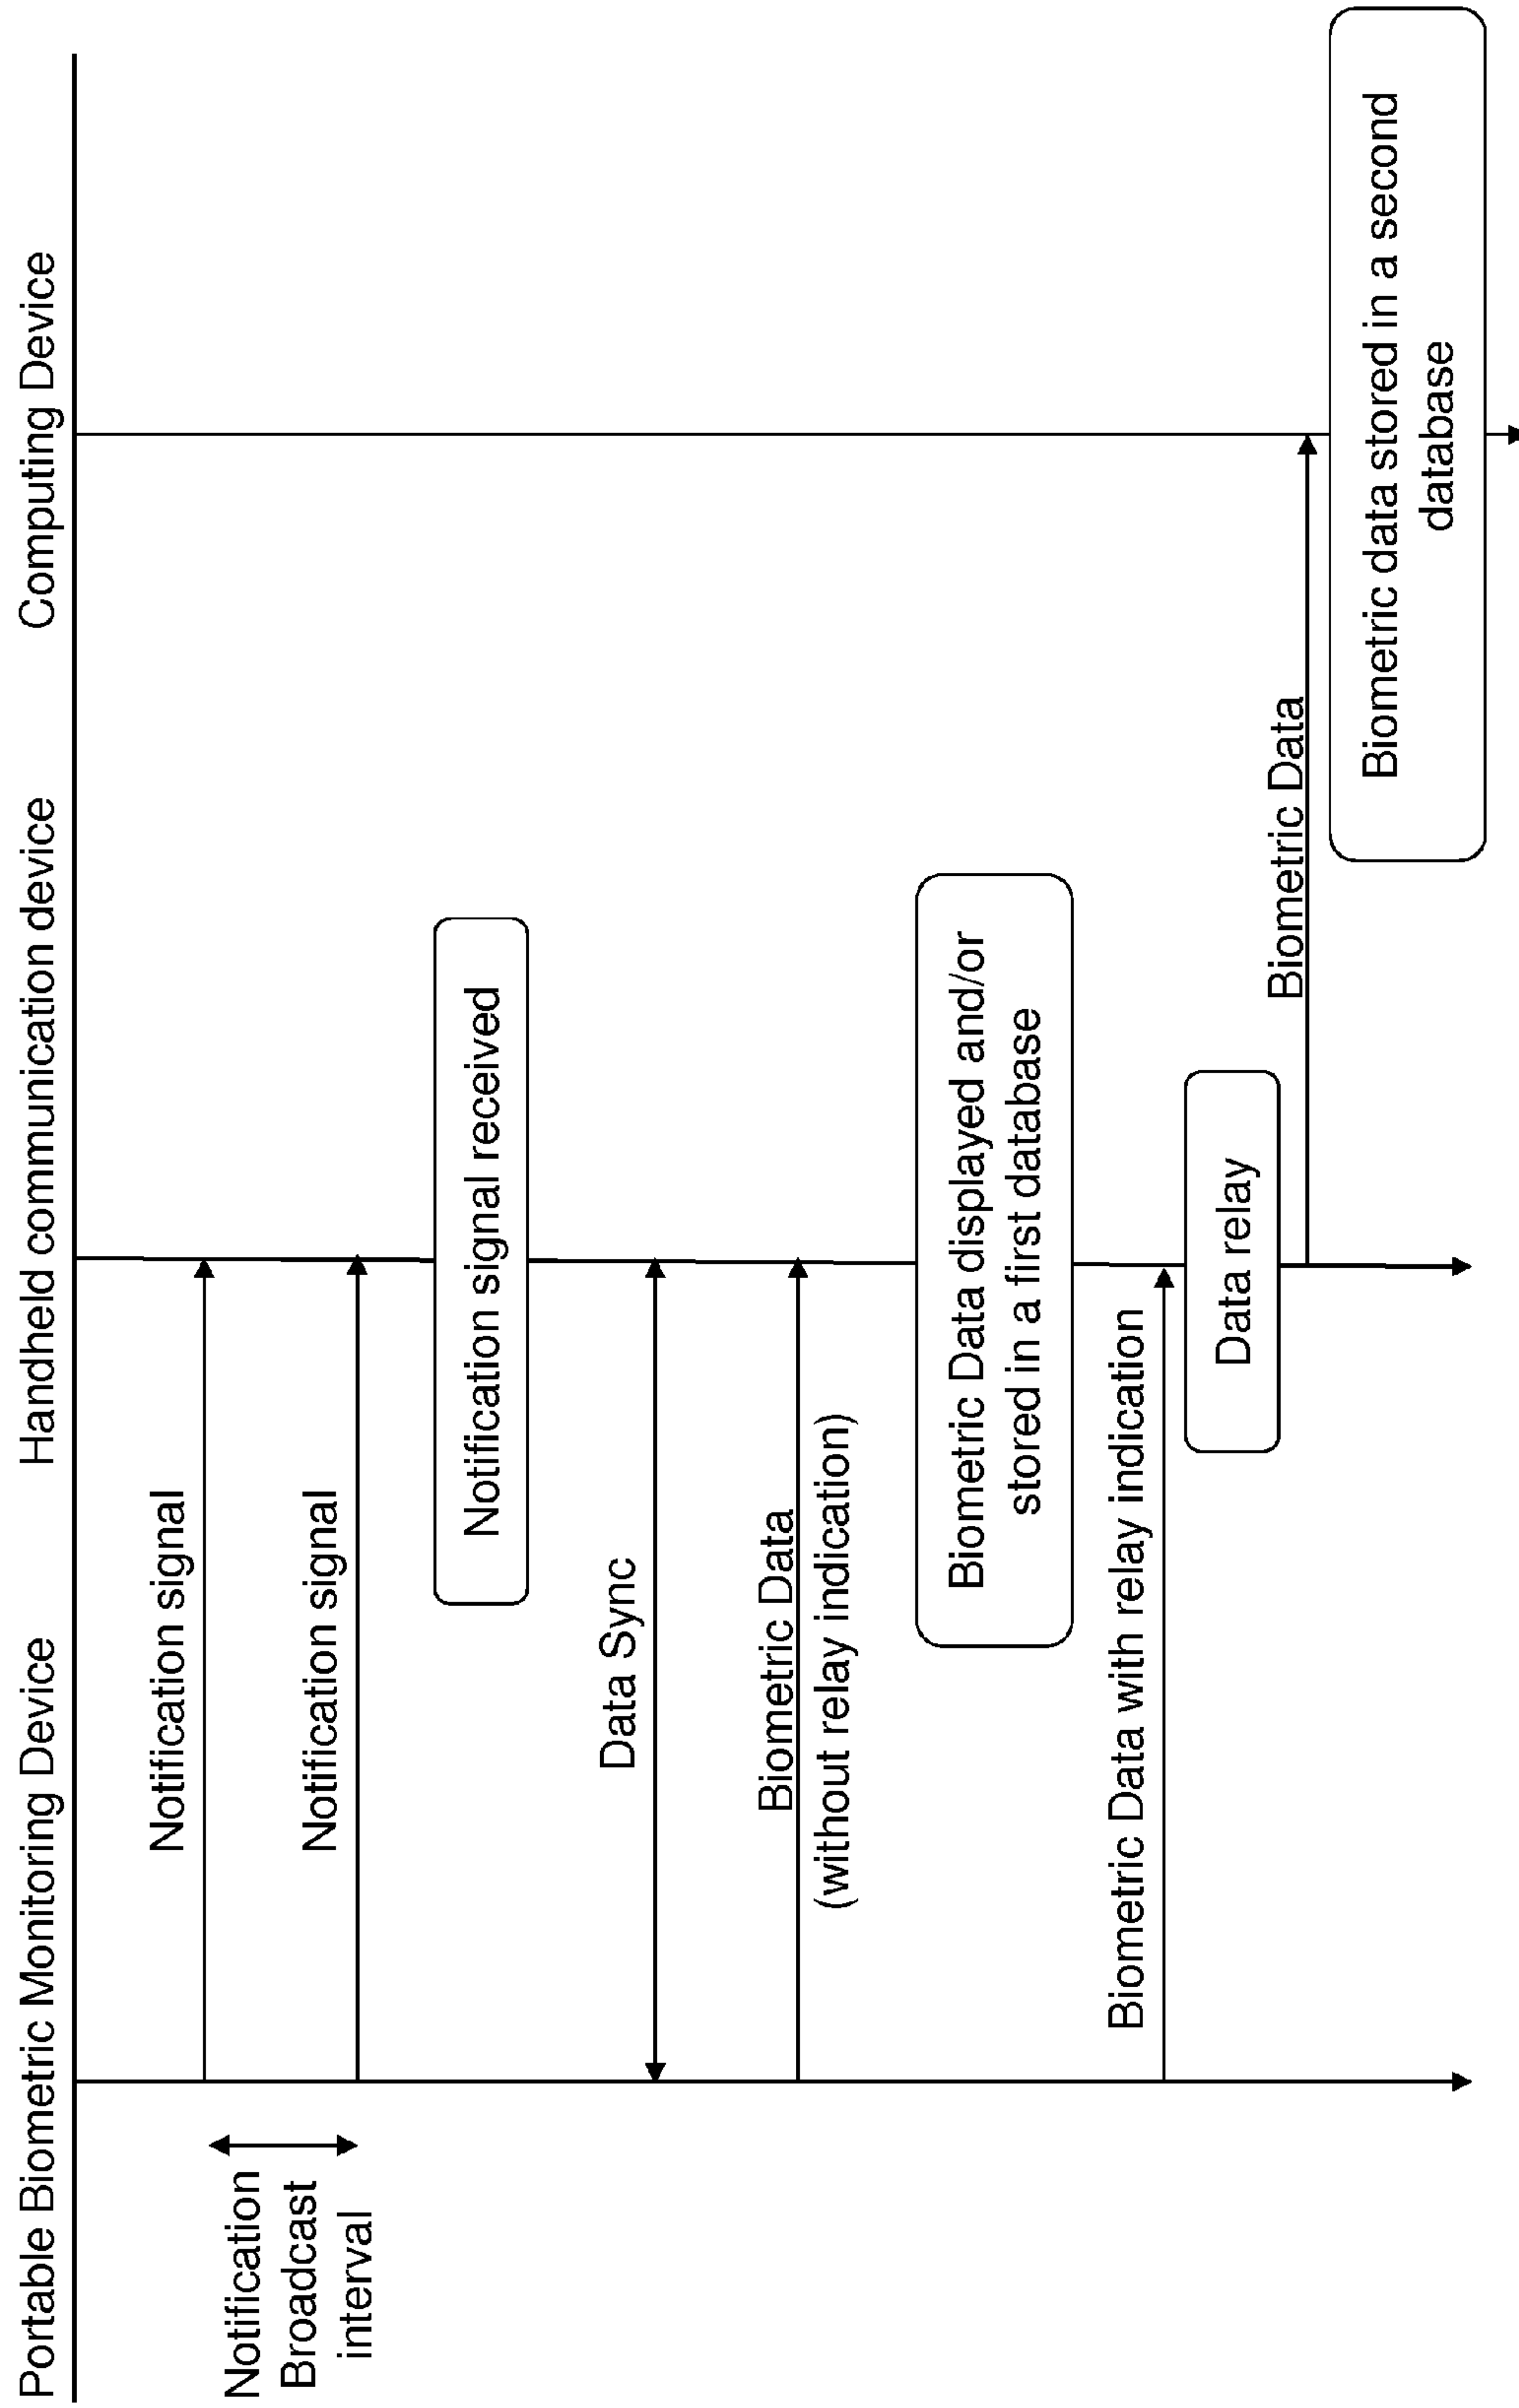 Portable Biometric Monitoring Device
Handheld communication device
Computing Device
Notification signal
Notification
Broadcast
interval
Notification signal
Notification signal received
Data Sync
Biometric Data
(without relay indication)
Biometric Data displayed and/or
stored in a first database
Biometric Data with relay indication
Data relay
Biometric Data
Biometric data stored in a second
database